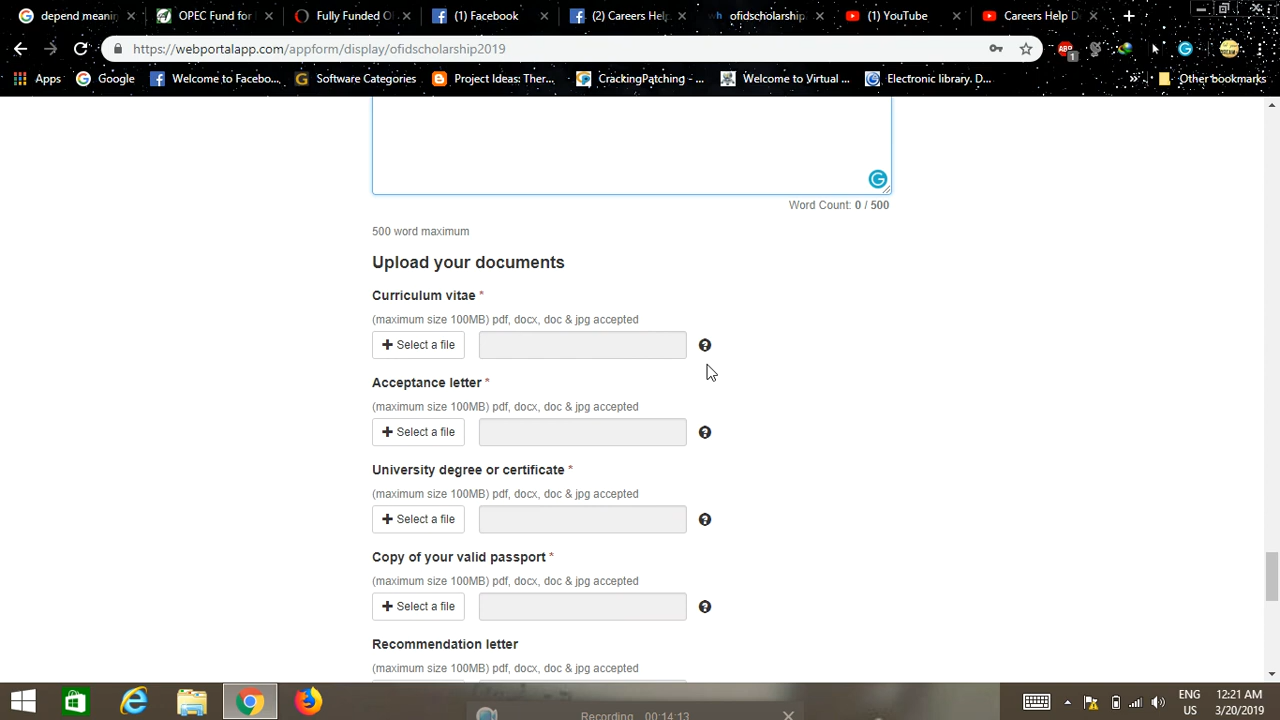 depend meanin
OPEC Fund for
Fully Funded O
(1) Facebook
(2) Careers Help
ofidscholarship
(1) YouTube
Careers Help D
https://webportalapp.com/appform/display/ofidscholarship2019
ABP
1
Apps
Google
Welcome to Facebo...
Software Categories
Project Ideas: Ther...
CrackingPatching - ...
Welcome to Virtual ...
Electronic library. D...
Other bookmarks
Word Count: 0 / 500
500 word maximum
Upload your documents
Curriculum vitae *
(maximum size 100MB) pdf, docx, doc & jpg accepted
Select a file
Acceptance letter *
(maximum size 100MB) pdf, docx, doc & jpg accepted
Select a file
University degree or certificate *
(maximum size 100MB) pdf, docx, doc & jpg accepted
Select a file
Copy of your valid passport *
(maximum size 100MB) pdf, docx, doc & jpg accepted
Select a file
Recommendation letter
(maximum size 100MB) pdf, docx, doc & jpg accepted
Recording 00:14:13
ENG
US
12:21 AM
3/20/2019